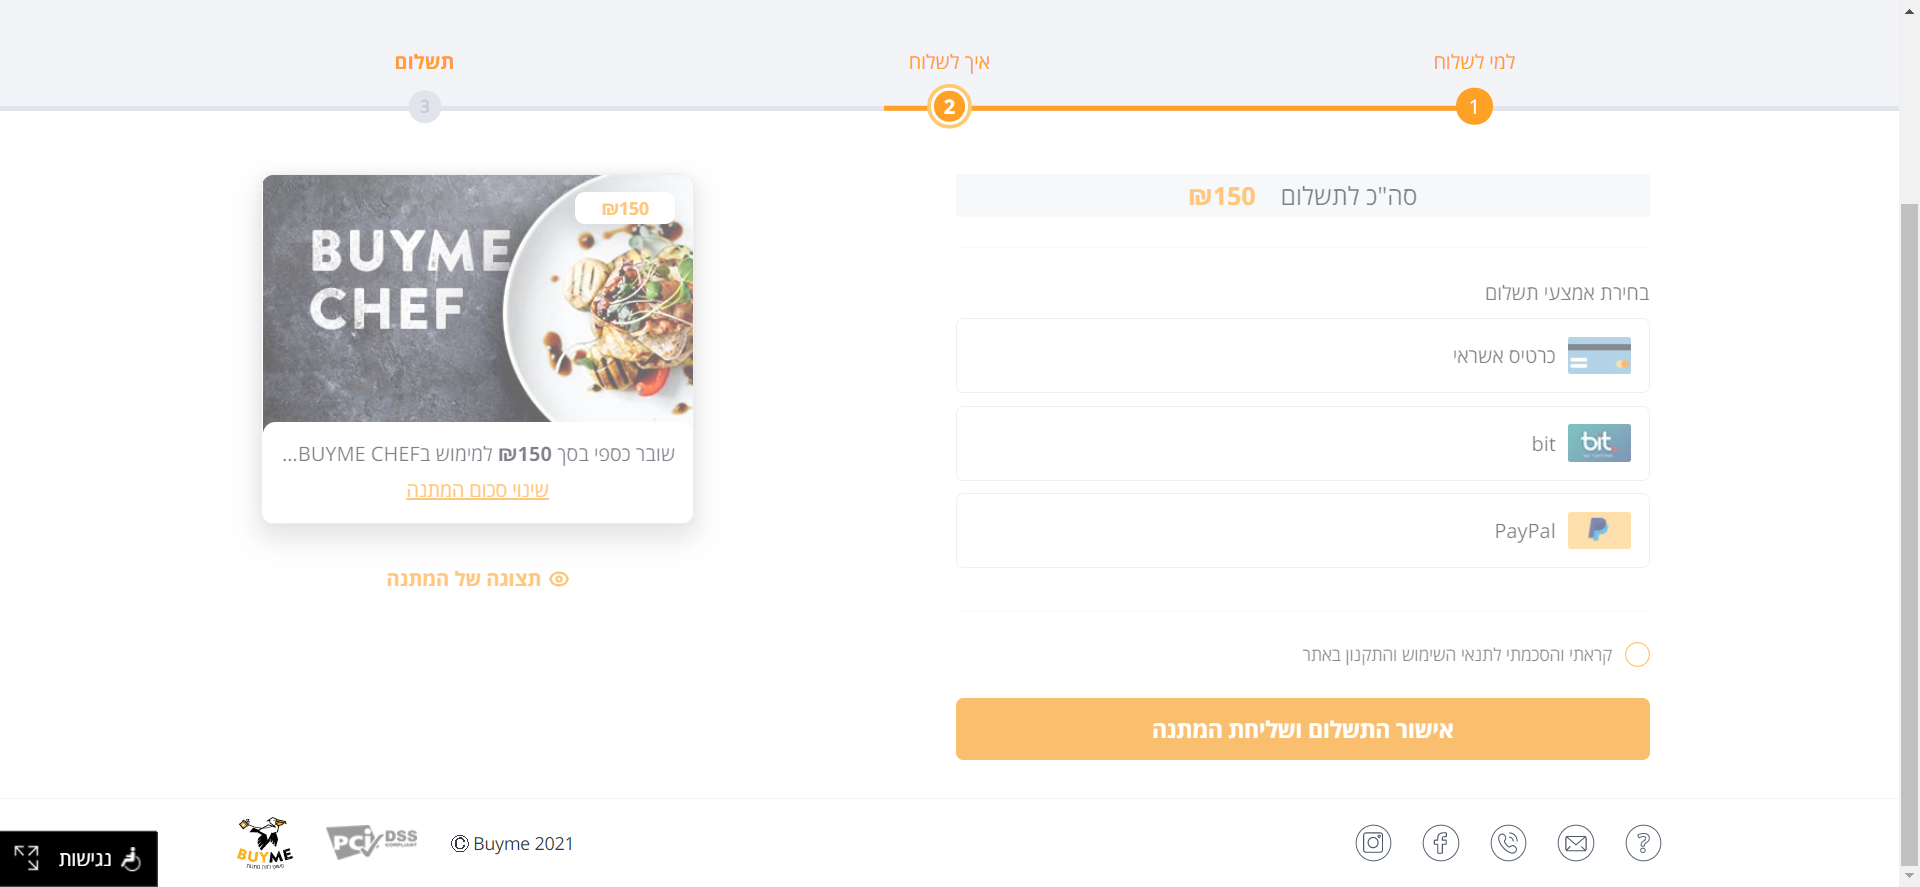 למי לשלוח
איך לשלוח
תשלום
1
2
3
סה"כ לתשלום ₪150
בחירת אמצעי תשלום
כרטיס אשראי
bit
bit
PayPal
קראתי והסכמתי לתנאי השימוש והתקנון באתר
אישור התשלום ושליחת המתנה
₪150
BUYME
CHEF
שובר כספי בסך ₪150 למימוש בBUYME CHEF...
שינוי סכום המתנה
תצוגה של המתנה
© Buyme 2021
PCI DSS
COMPLIANT
BUYME
נגישות